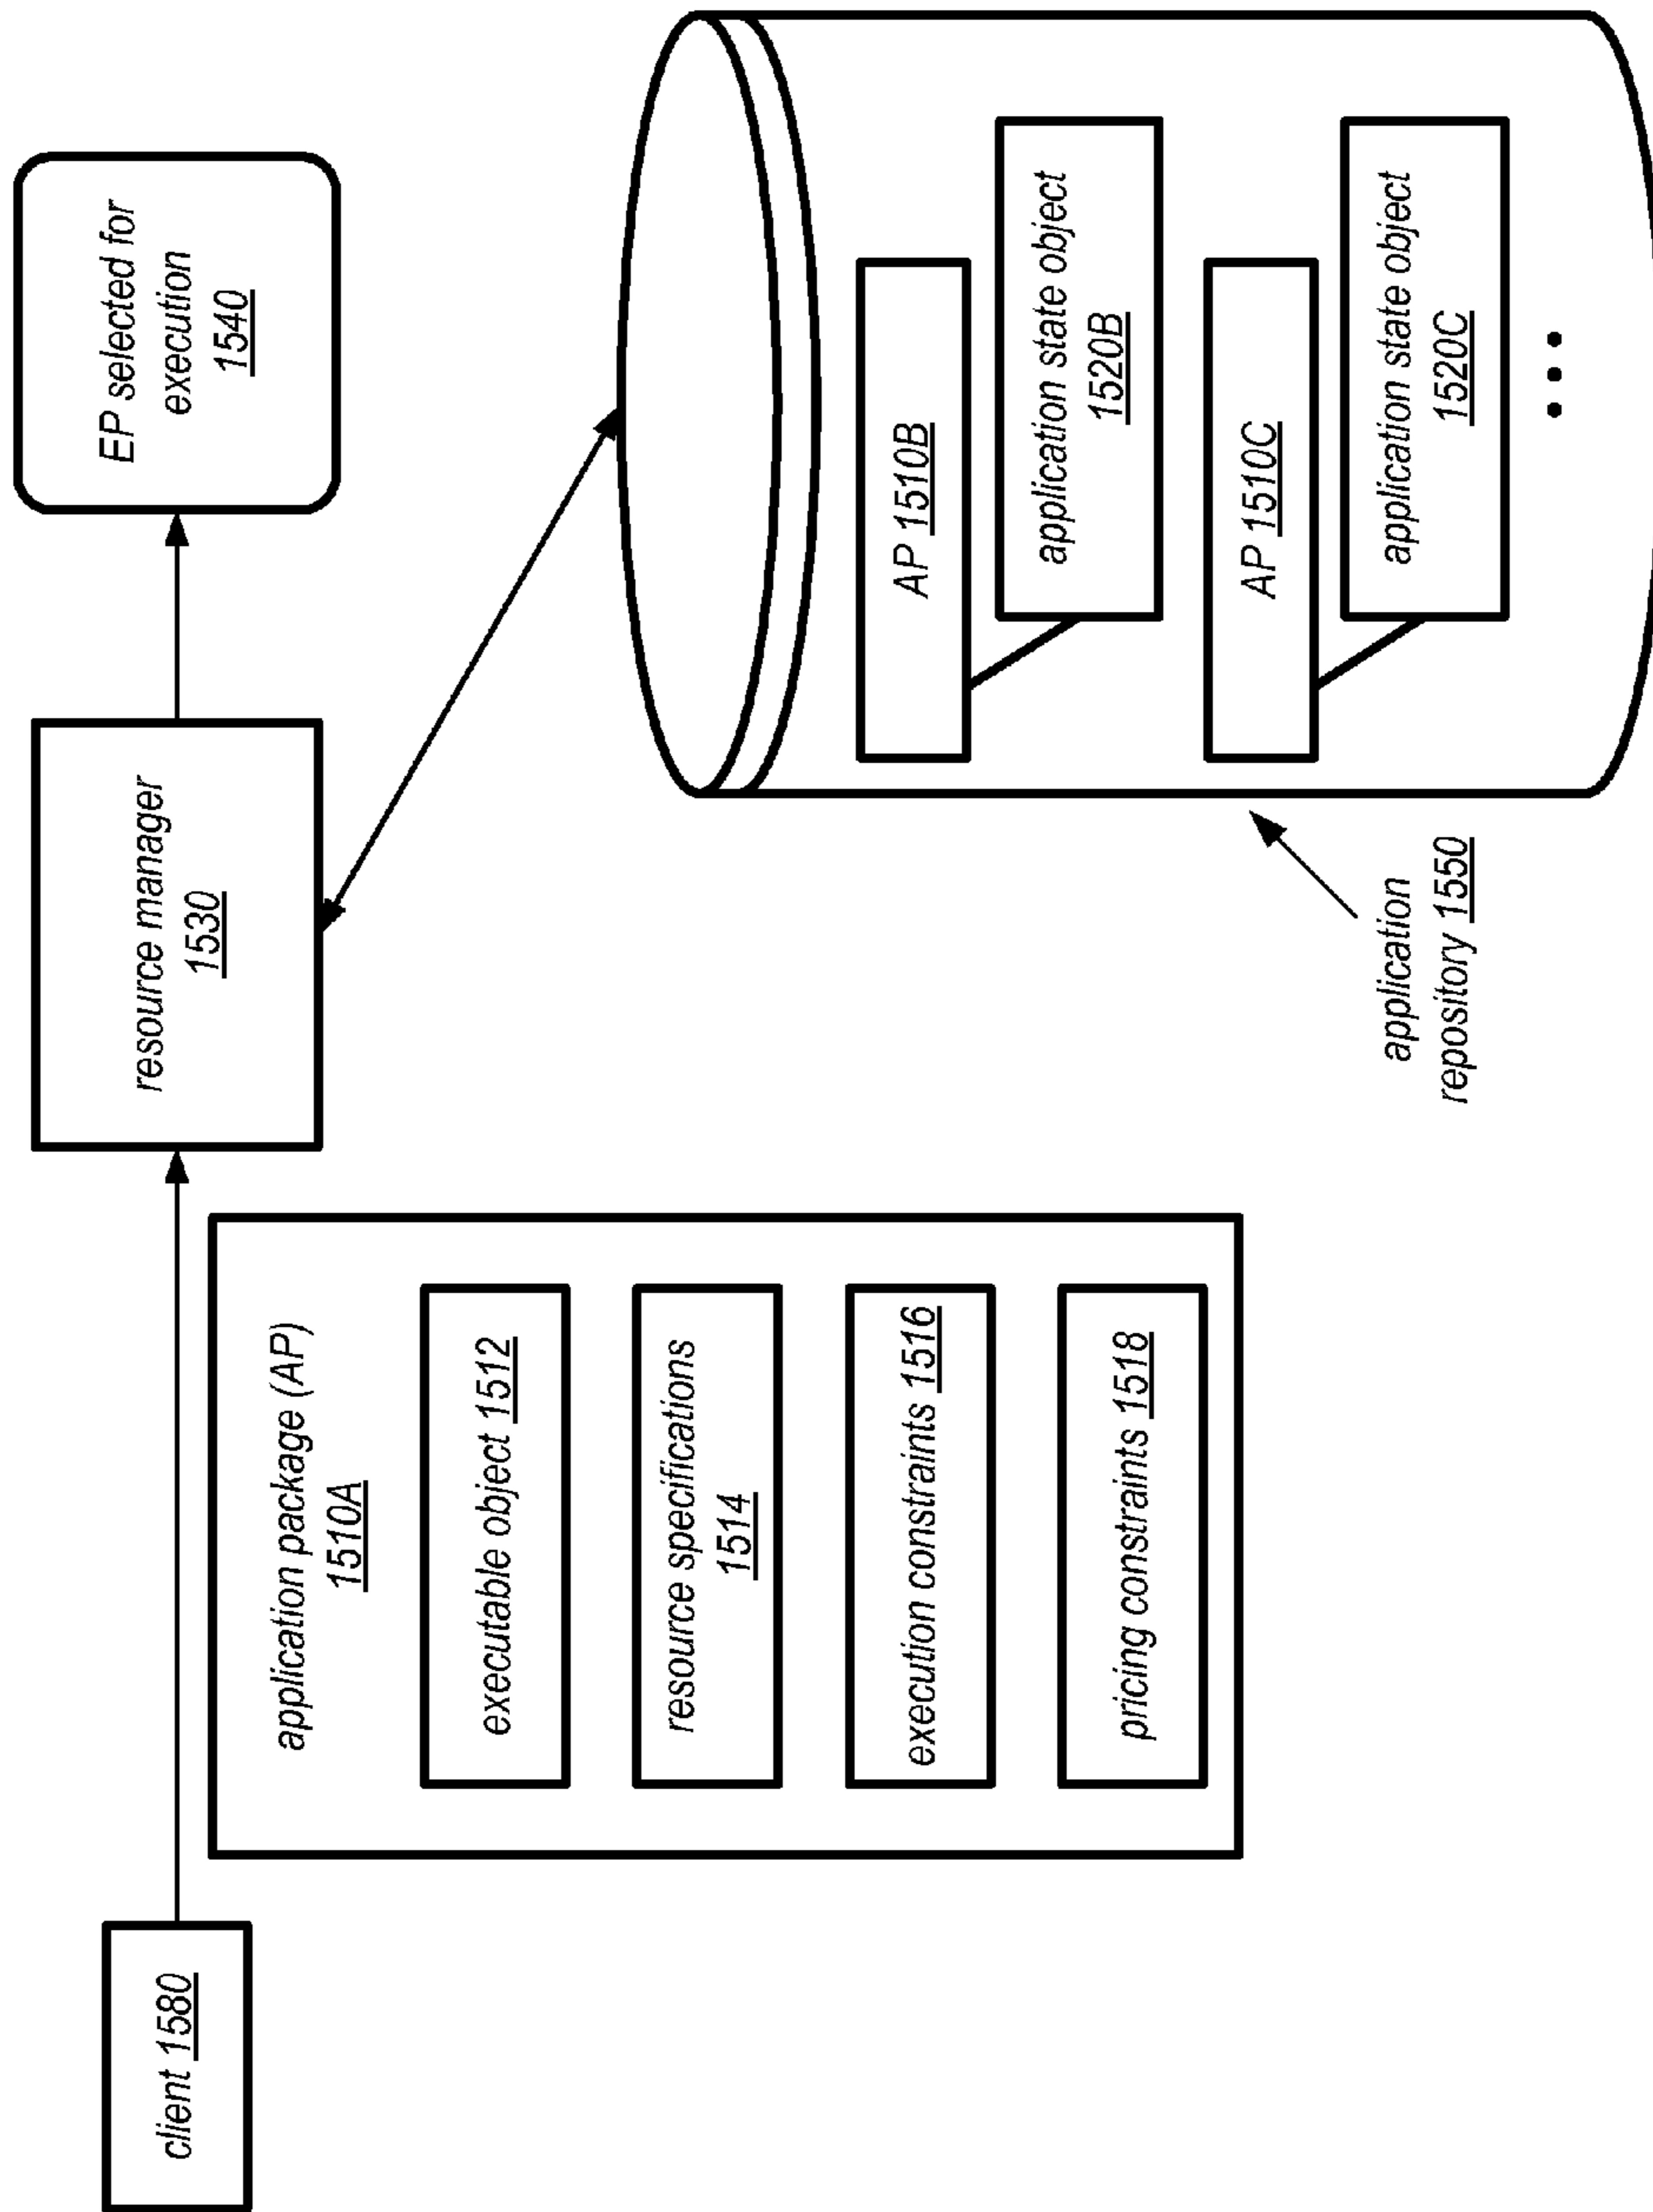 client 1580
resource manager
1530
EP selected for
execution
1540
application package (AP)
1510A
executable object 1512
resource specifications
1514
execution constraints 1516
pricing constraints 1518
application
repository 1550
AP 1510B
application state object
1520B
AP 1510C
application state object
1520C
...